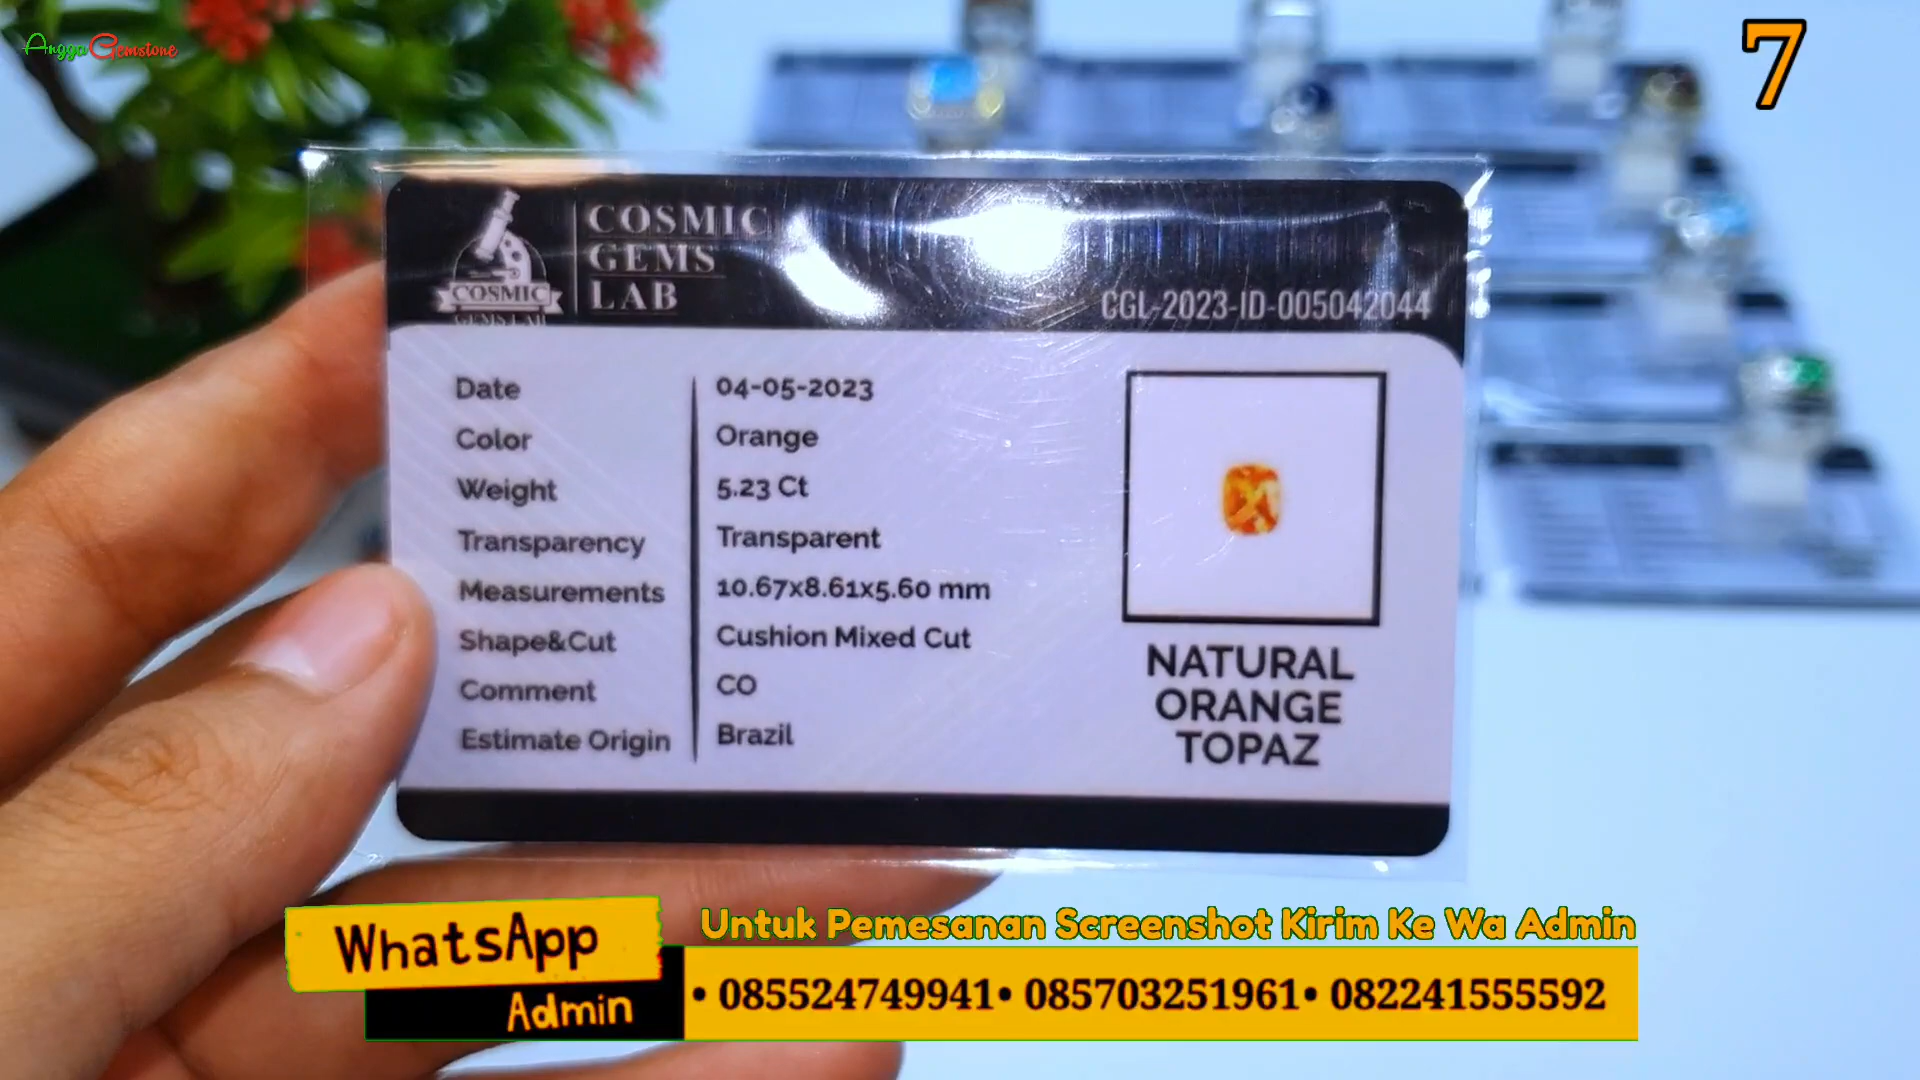 Angga Gemstone
7
COSMIC
GEMS
LAB
COSMIC
GEMS LAB
CGL-2023-ID-005042044
Date 04-05-2023
Color Orange
Weight 5.23 Ct
Transparency Transparent
Measurements 10.67x8.61x5.60 mm
Shape&Cut Cushion Mixed Cut
Comment CO
Estimate Origin Brazil
NATURAL
ORANGE
TOPAZ
WhatsApp
Admin
Untuk Pemesanan Screenshot Kirim Ke Wa Admin
• 085524749941• 085703251961• 082241555592